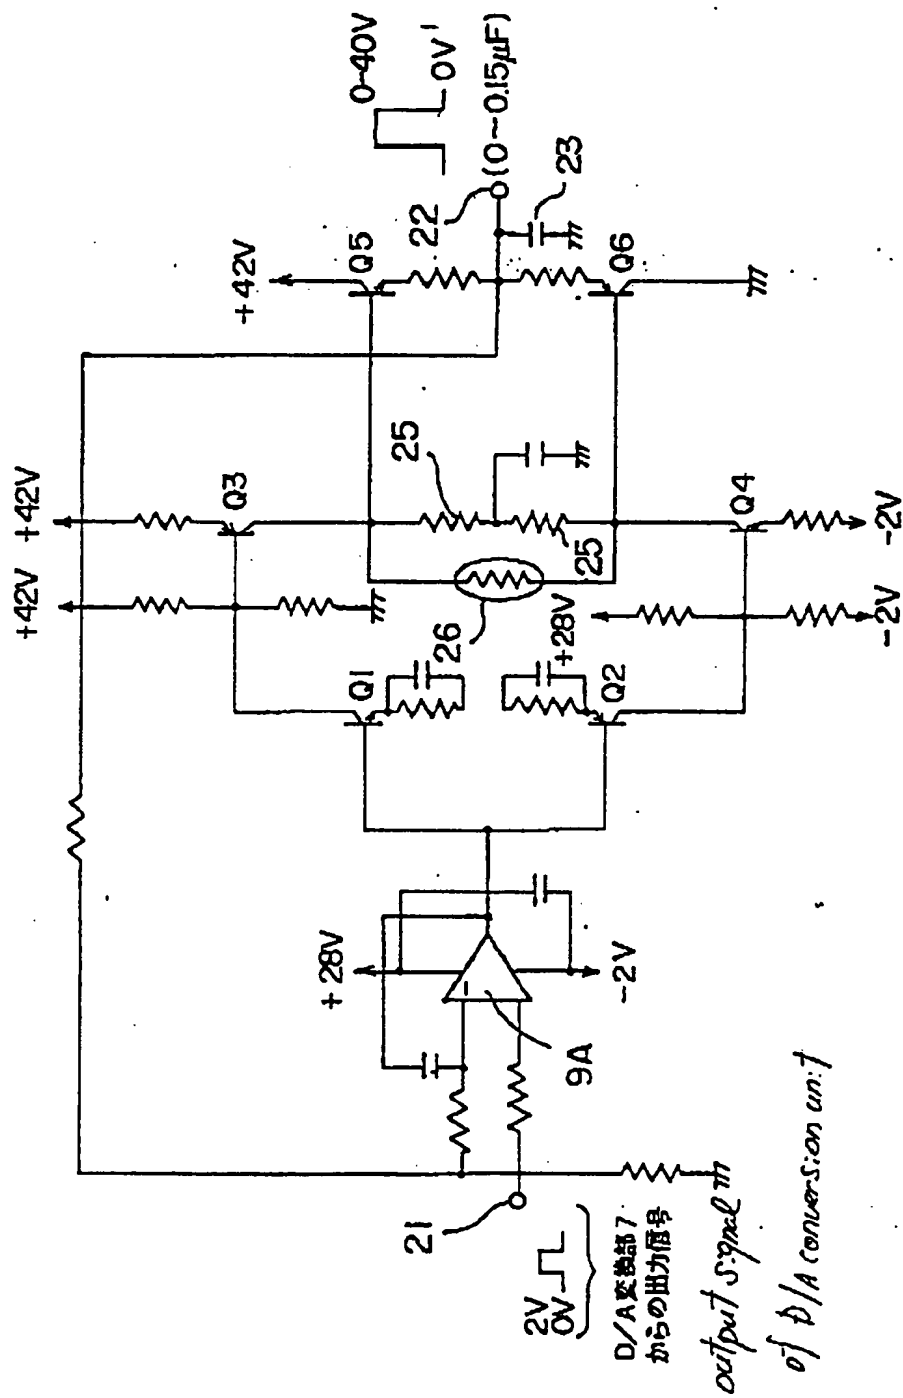 +42V
+42V
+42V
0-40V
0V'
(0~0.15μF)
Q3
Q5
22
23
25
25
26
Q1
Q6
+28V
Q2
Q4
-2V
-2V
+28V
-2V
9A
21
2V
0V
D/A変換部7
からの出力信号
output signal
of D/A conversion unit